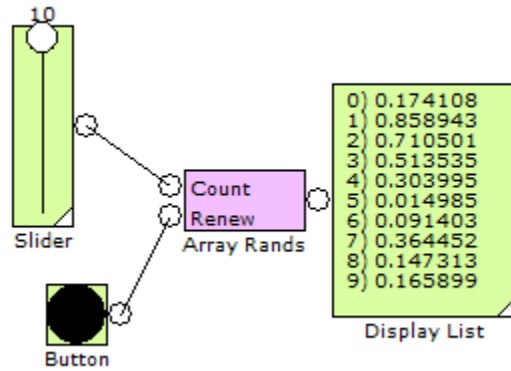 10
Slider
Button
Count
Renew
Array Rands
0) 0.174108
1) 0.858943
2) 0.710501
3) 0.513535
4) 0.303995
5) 0.014985
6) 0.091403
7) 0.364452
8) 0.147313
9) 0.165899
Display List